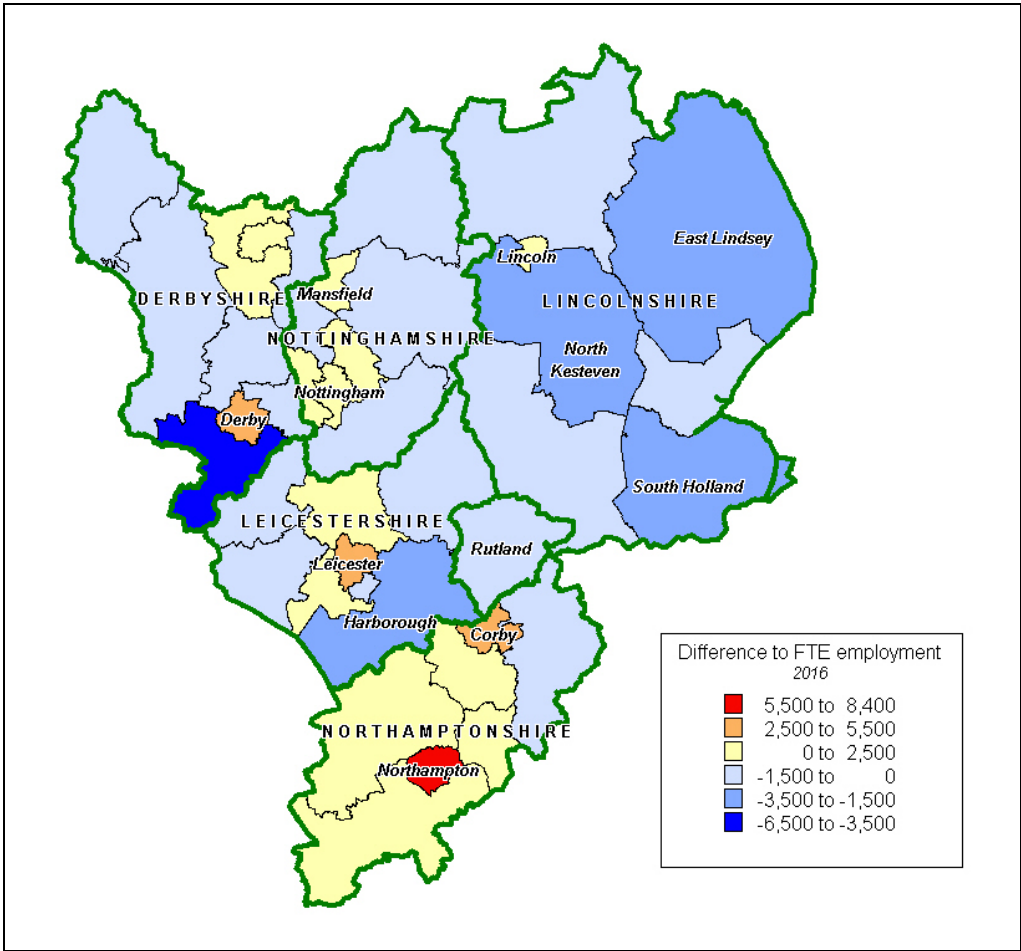 East Lindsey
Lincoln
Mansfield
DERBYSHIRE
LINCOLNSHIRE
NOTTINGHAMSHIRE
North
Kesteven
Nottingham
Derby
South Holland
LEICESTERSHIRE
Rutland
Leicester
Harborough
Corby
NORTHAMPTONSHIRE
Northampton
Difference to FTE employment
2016
5,500 to 8,400
2,500 to 5,500
0 to 2,500
-1,500 to 0
-3,500 to -1,500
-6,500 to -3,500